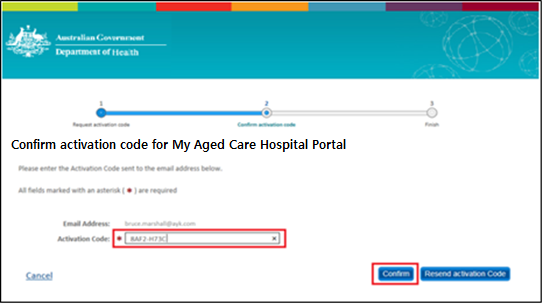 Australian Government
Department of Health
1
2
3
Request activation code
Confirm activation code
Finish
Confirm activation code for My Aged Care Hospital Portal
Please enter the Activation Code sent to the email address below.
All fields marked with an asterisk ( * ) are required
Email Address: bruce.marshall@ayk.com
Activation Code: * 8AF2-H73C ×
Cancel
Confirm
Resend activation Code